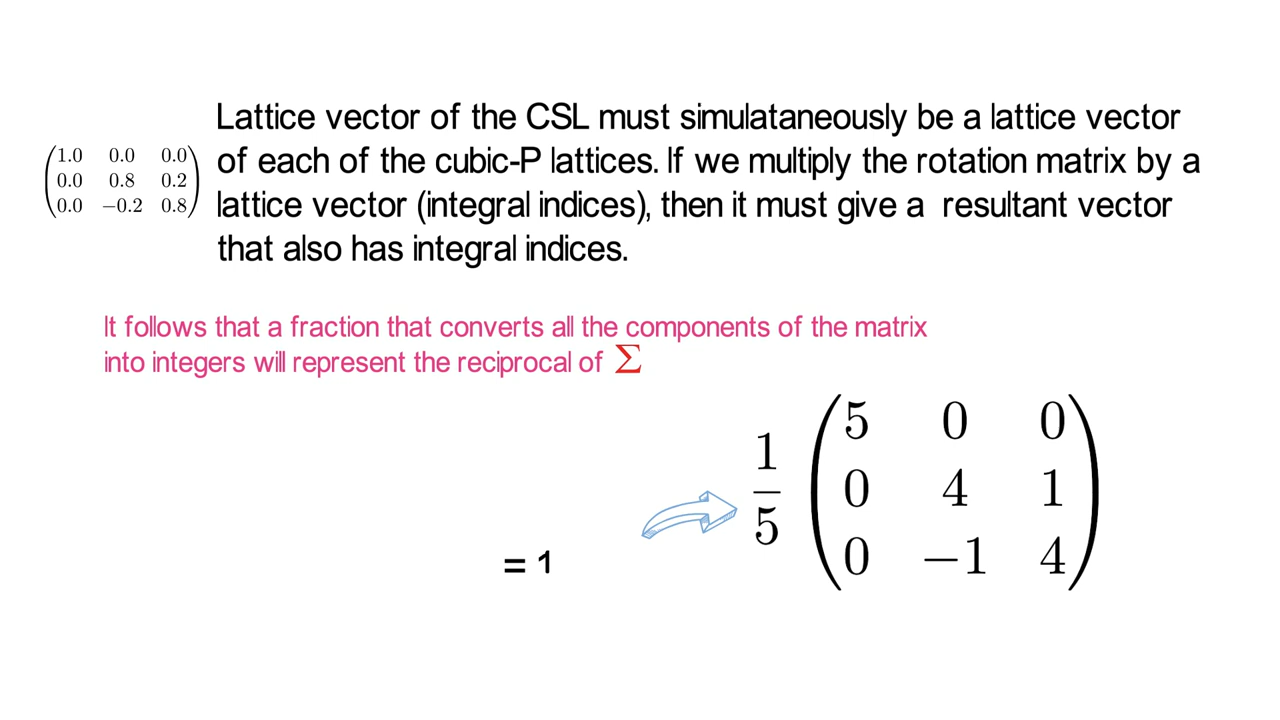 Lattice vector of the CSL must simulataneously be a lattice vector
of each of the cubic-P lattices. If we multiply the rotation matrix by a
lattice vector (integral indices), then it must give a resultant vector
that also has integral indices.
1.0 0.0 0.0
0.0 0.8 0.2
0.0 −0.2 0.8
It follows that a fraction that converts all the components of the matrix
into integers will represent the reciprocal of Σ
1/5
5 0 0
0 4 1
0 −1 4
= 1